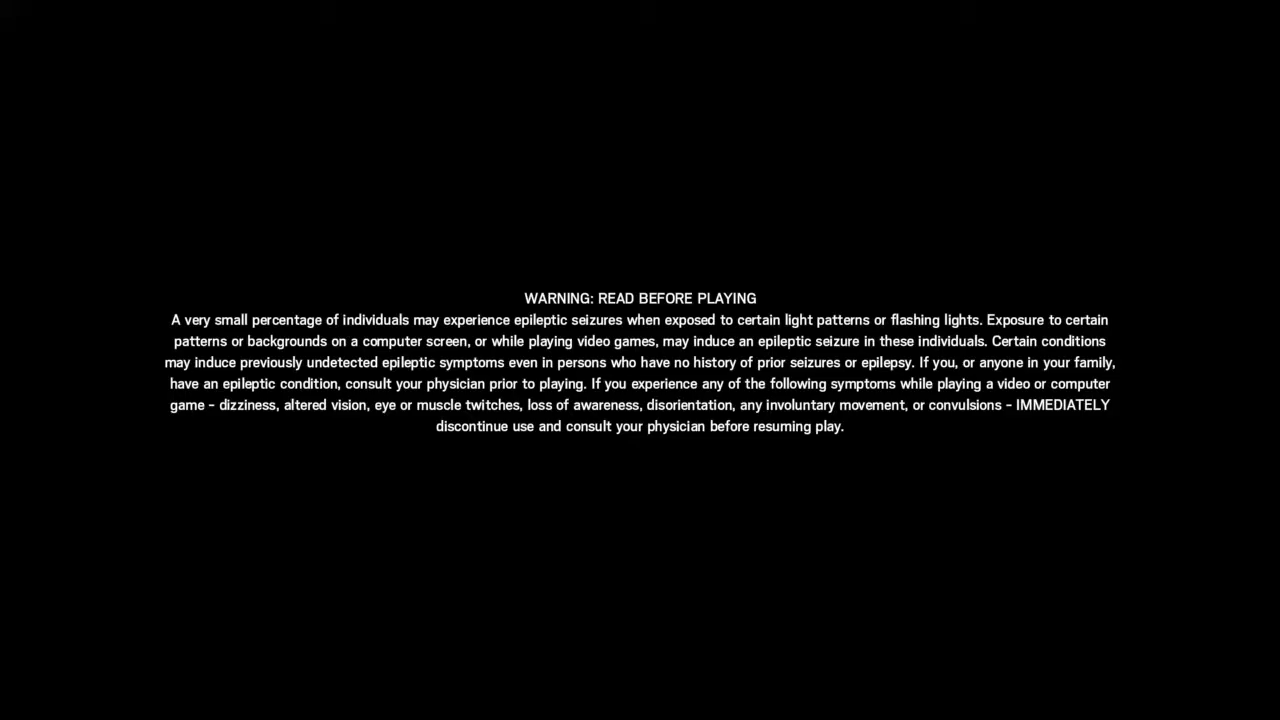 WARNING: READ BEFORE PLAYING
A very small percentage of individuals may experience epileptic seizures when exposed to certain light patterns or flashing lights. Exposure to certain
patterns or backgrounds on a computer screen, or while playing video games, may induce an epileptic seizure in these individuals. Certain conditions
may induce previously undetected epileptic symptoms even in persons who have no history of prior seizures or epilepsy. If you, or anyone in your family,
have an epileptic condition, consult your physician prior to playing. If you experience any of the following symptoms while playing a video or computer
game - dizziness, altered vision, eye or muscle twitches, loss of awareness, disorientation, any involuntary movement, or convulsions - IMMEDIATELY
discontinue use and consult your physician before resuming play.